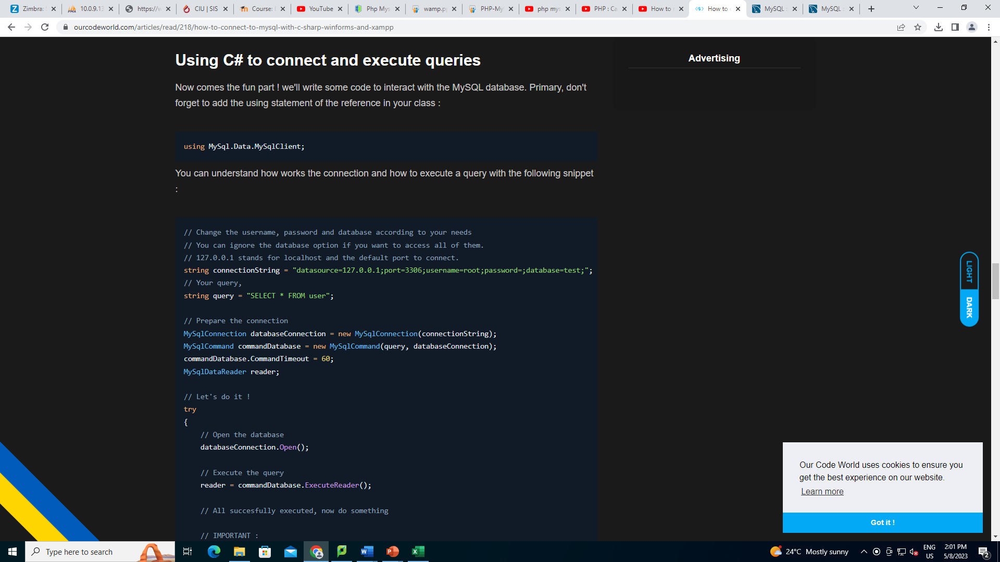 Zimbra:
10.0.9.13
https://w
CIU | SIS
Course:
YouTube
Php Mys
wamp.p
PHP-My
php mys
PHP : Ca
How to
How to
MySQL
MySQL
ourcodeworld.com/articles/read/218/how-to-connect-to-mysql-with-c-sharp-winforms-and-xampp
Using C# to connect and execute queries
Advertising
Now comes the fun part ! we'll write some code to interact with the MySQL database. Primary, don't
forget to add the using statement of the reference in your class :
using MySql.Data.MySqlClient;
You can understand how works the connection and how to execute a query with the following snippet
:
// Change the username, password and database according to your needs
// You can ignore the database option if you want to access all of them.
// 127.0.0.1 stands for localhost and the default port to connect.
string connectionString = "datasource=127.0.0.1;port=3306;username=root;password=;database=test;";
// Your query,
string query = "SELECT * FROM user";
// Prepare the connection
MySqlConnection databaseConnection = new MySqlConnection(connectionString);
MySqlCommand commandDatabase = new MySqlCommand(query, databaseConnection);
commandDatabase.CommandTimeout = 60;
MySqlDataReader reader;
// Let's do it !
try
{
// Open the database
databaseConnection.Open();
// Execute the query
reader = commandDatabase.ExecuteReader();
// All succesfully executed, now do something
// IMPORTANT :
LIGHT
DARK
Our Code World uses cookies to ensure you
get the best experience on our website.
Learn more
Got it !
Type here to search
24°C Mostly sunny
ENG
US
2:01 PM
5/8/2023
2